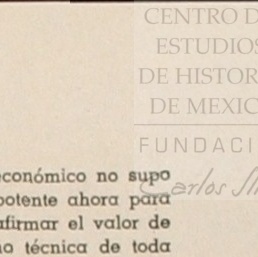 CENTRO D
ESTUDIOS
DE HISTOR
DE MEXIC
FUNDACI
Carlos Sl
económico no supo
potente ahora para
afirmar el valor de
técnica de toda